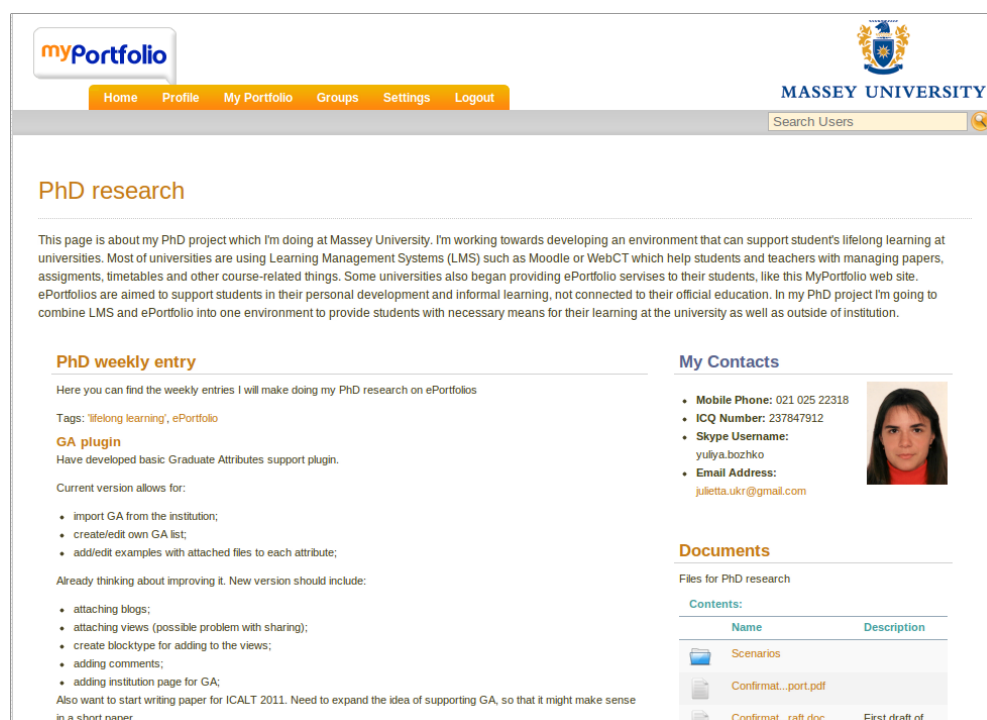 myPortfolio
MASSEY UNIVERSITY
Home Profile My Portfolio Groups Settings Logout
Search Users
PhD research
This page is about my PhD project which I'm doing at Massey University. I'm working towards developing an environment that can support student's lifelong learning at
universities. Most of universities are using Learning Management Systems (LMS) such as Moodle or WebCT which help students and teachers with managing papers,
assigments, timetables and other course-related things. Some universities also began providing ePortfolio servises to their students, like this MyPortfolio web site.
ePortfolios are aimed to support students in their personal development and informal learning, not connected to their official education. In my PhD project I'm going to
combine LMS and ePortfolio into one environment to provide students with necessary means for their learning at the university as well as outside of institution.
PhD weekly entry
Here you can find the weekly entries I will make doing my PhD research on ePortfolios
Tags: 'lifelong learning', ePortfolio
GA plugin
Have developed basic Graduate Attributes support plugin.
Current version allows for:
• import GA from the institution;
• create/edit own GA list;
• add/edit examples with attached files to each attribute;
Already thinking about improving it. New version should include:
• attaching blogs;
• attaching views (possible problem with sharing);
• create blocktype for adding to the views;
• adding comments;
• adding institution page for GA;
Also want to start writing paper for ICALT 2011. Need to expand the idea of supporting GA, so that it might make sense
in a short paper
My Contacts
• Mobile Phone: 021 025 22318
• ICQ Number: 237847912
• Skype Username:
yuliya.bozhko
• Email Address:
julietta.ukr@gmail.com
Documents
Files for PhD research
Contents:
Name Description
Scenarios
Confirmat...port.pdf
Confirmat...raft.doc First draft of